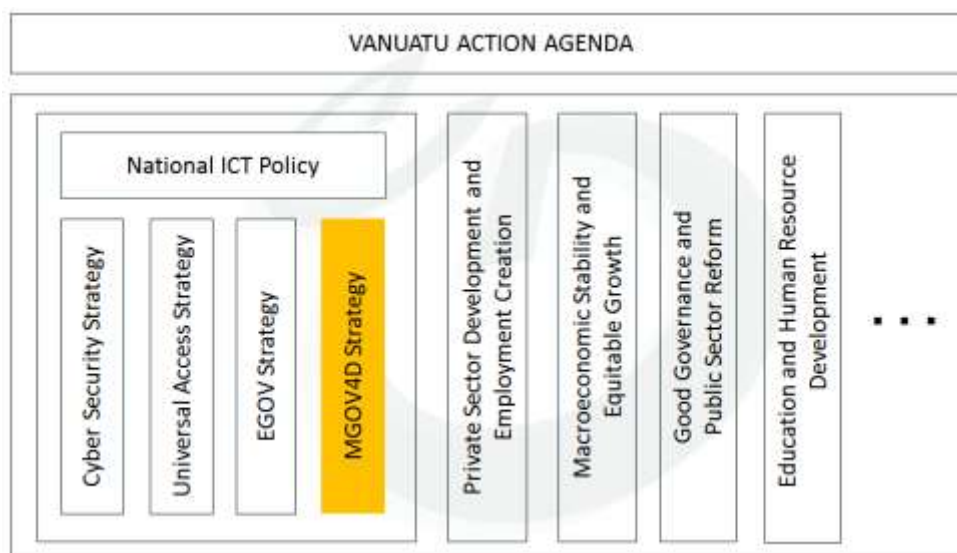 VANUATU ACTION AGENDA
National ICT Policy
Cyber Security Strategy
Universal Access Strategy
EGOV Strategy
MGOV4D Strategy
Private Sector Development and
Employment Creation
Macroeconomic Stability and
Equitable Growth
Good Governance and
Public Sector Reform
Education and Human Resource
Development
...